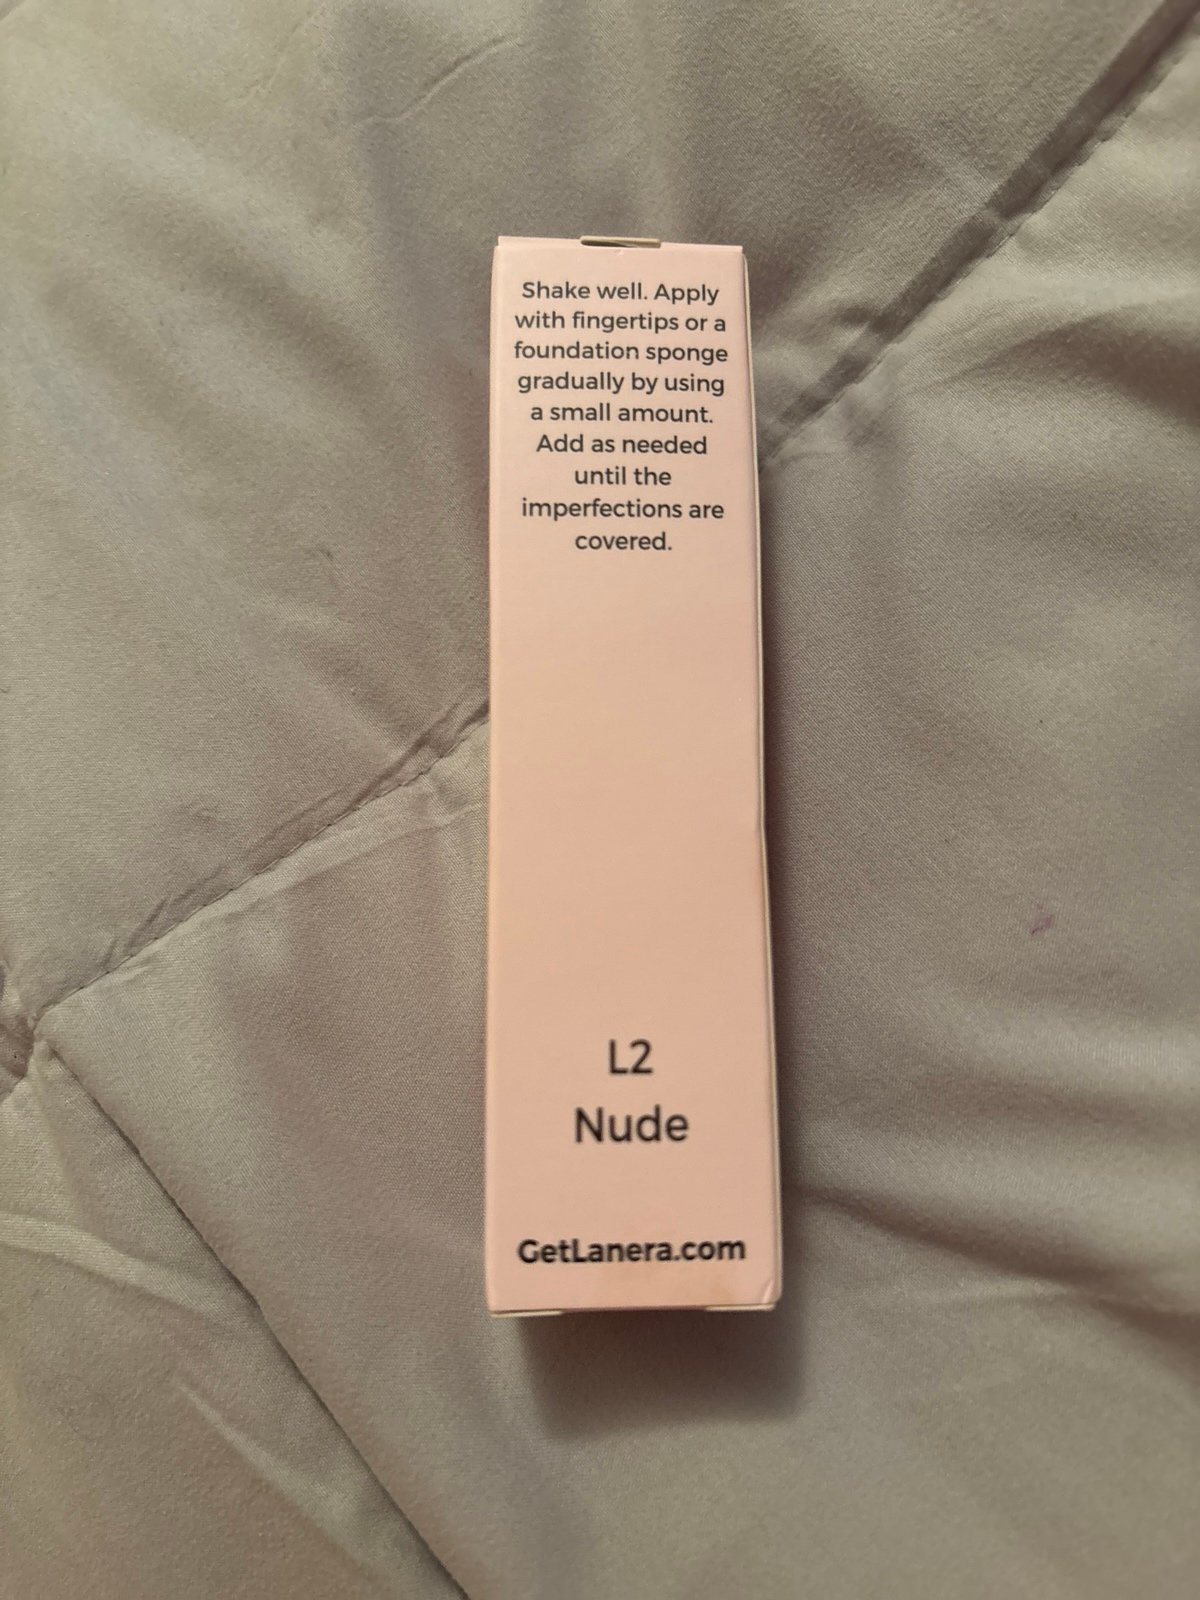 Shake well. Apply
with fingertips or a
foundation sponge
gradually by using
a small amount.
Add as needed
until the
imperfections are
covered.
L2
Nude
GetLanera.com